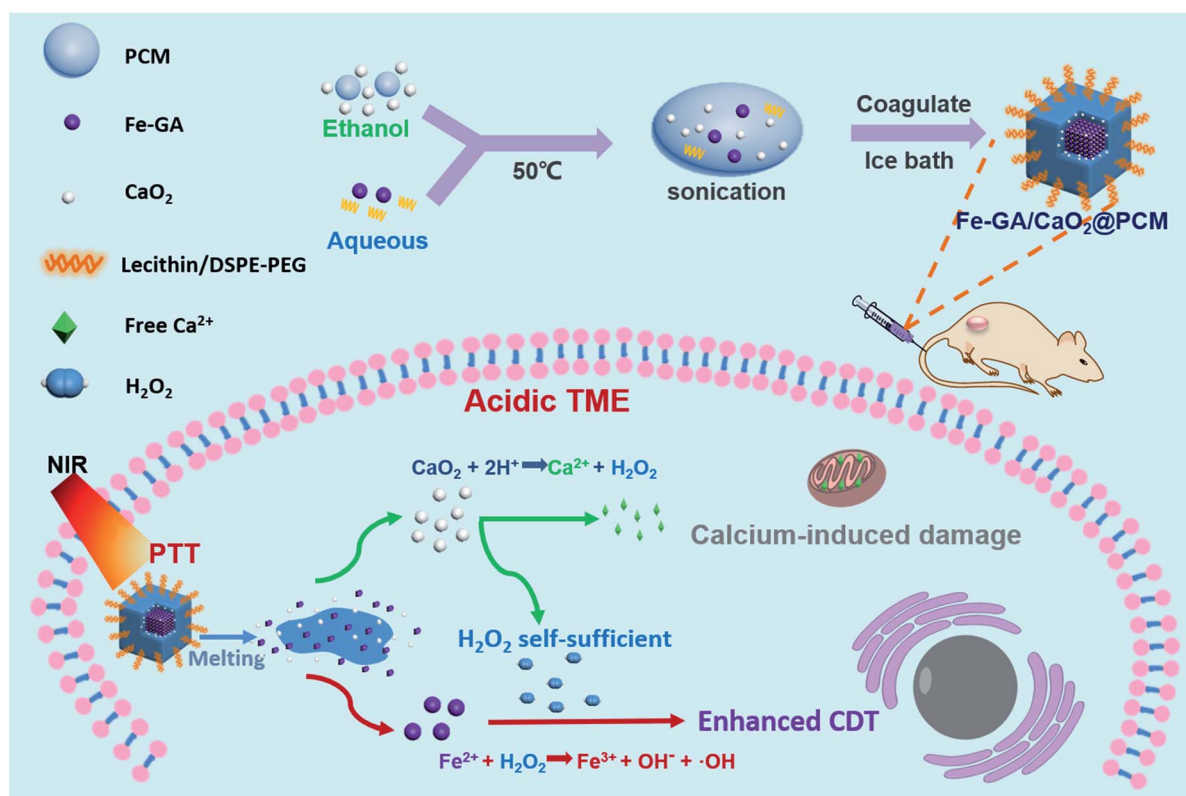 PCM
Fe-GA
CaO₂
Lecithin/DSPE-PEG
Free Ca²⁺
H₂O₂
Ethanol
Aqueous
50℃
sonication
Coagulate
Ice bath
Fe-GA/CaO₂@PCM
Acidic TME
NIR
PTT
Melting
CaO₂ + 2H⁺ ➡ Ca²⁺ + H₂O₂
Calcium-induced damage
H₂O₂ self-sufficient
Enhanced CDT
Fe²⁺ + H₂O₂ ➡ Fe³⁺ + OH⁻ + ·OH